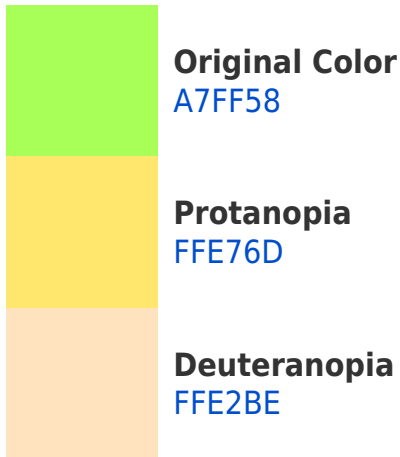 Original Color
A7FF58
Protanopia
FFE76D
Deuteranopia
FFE2BE